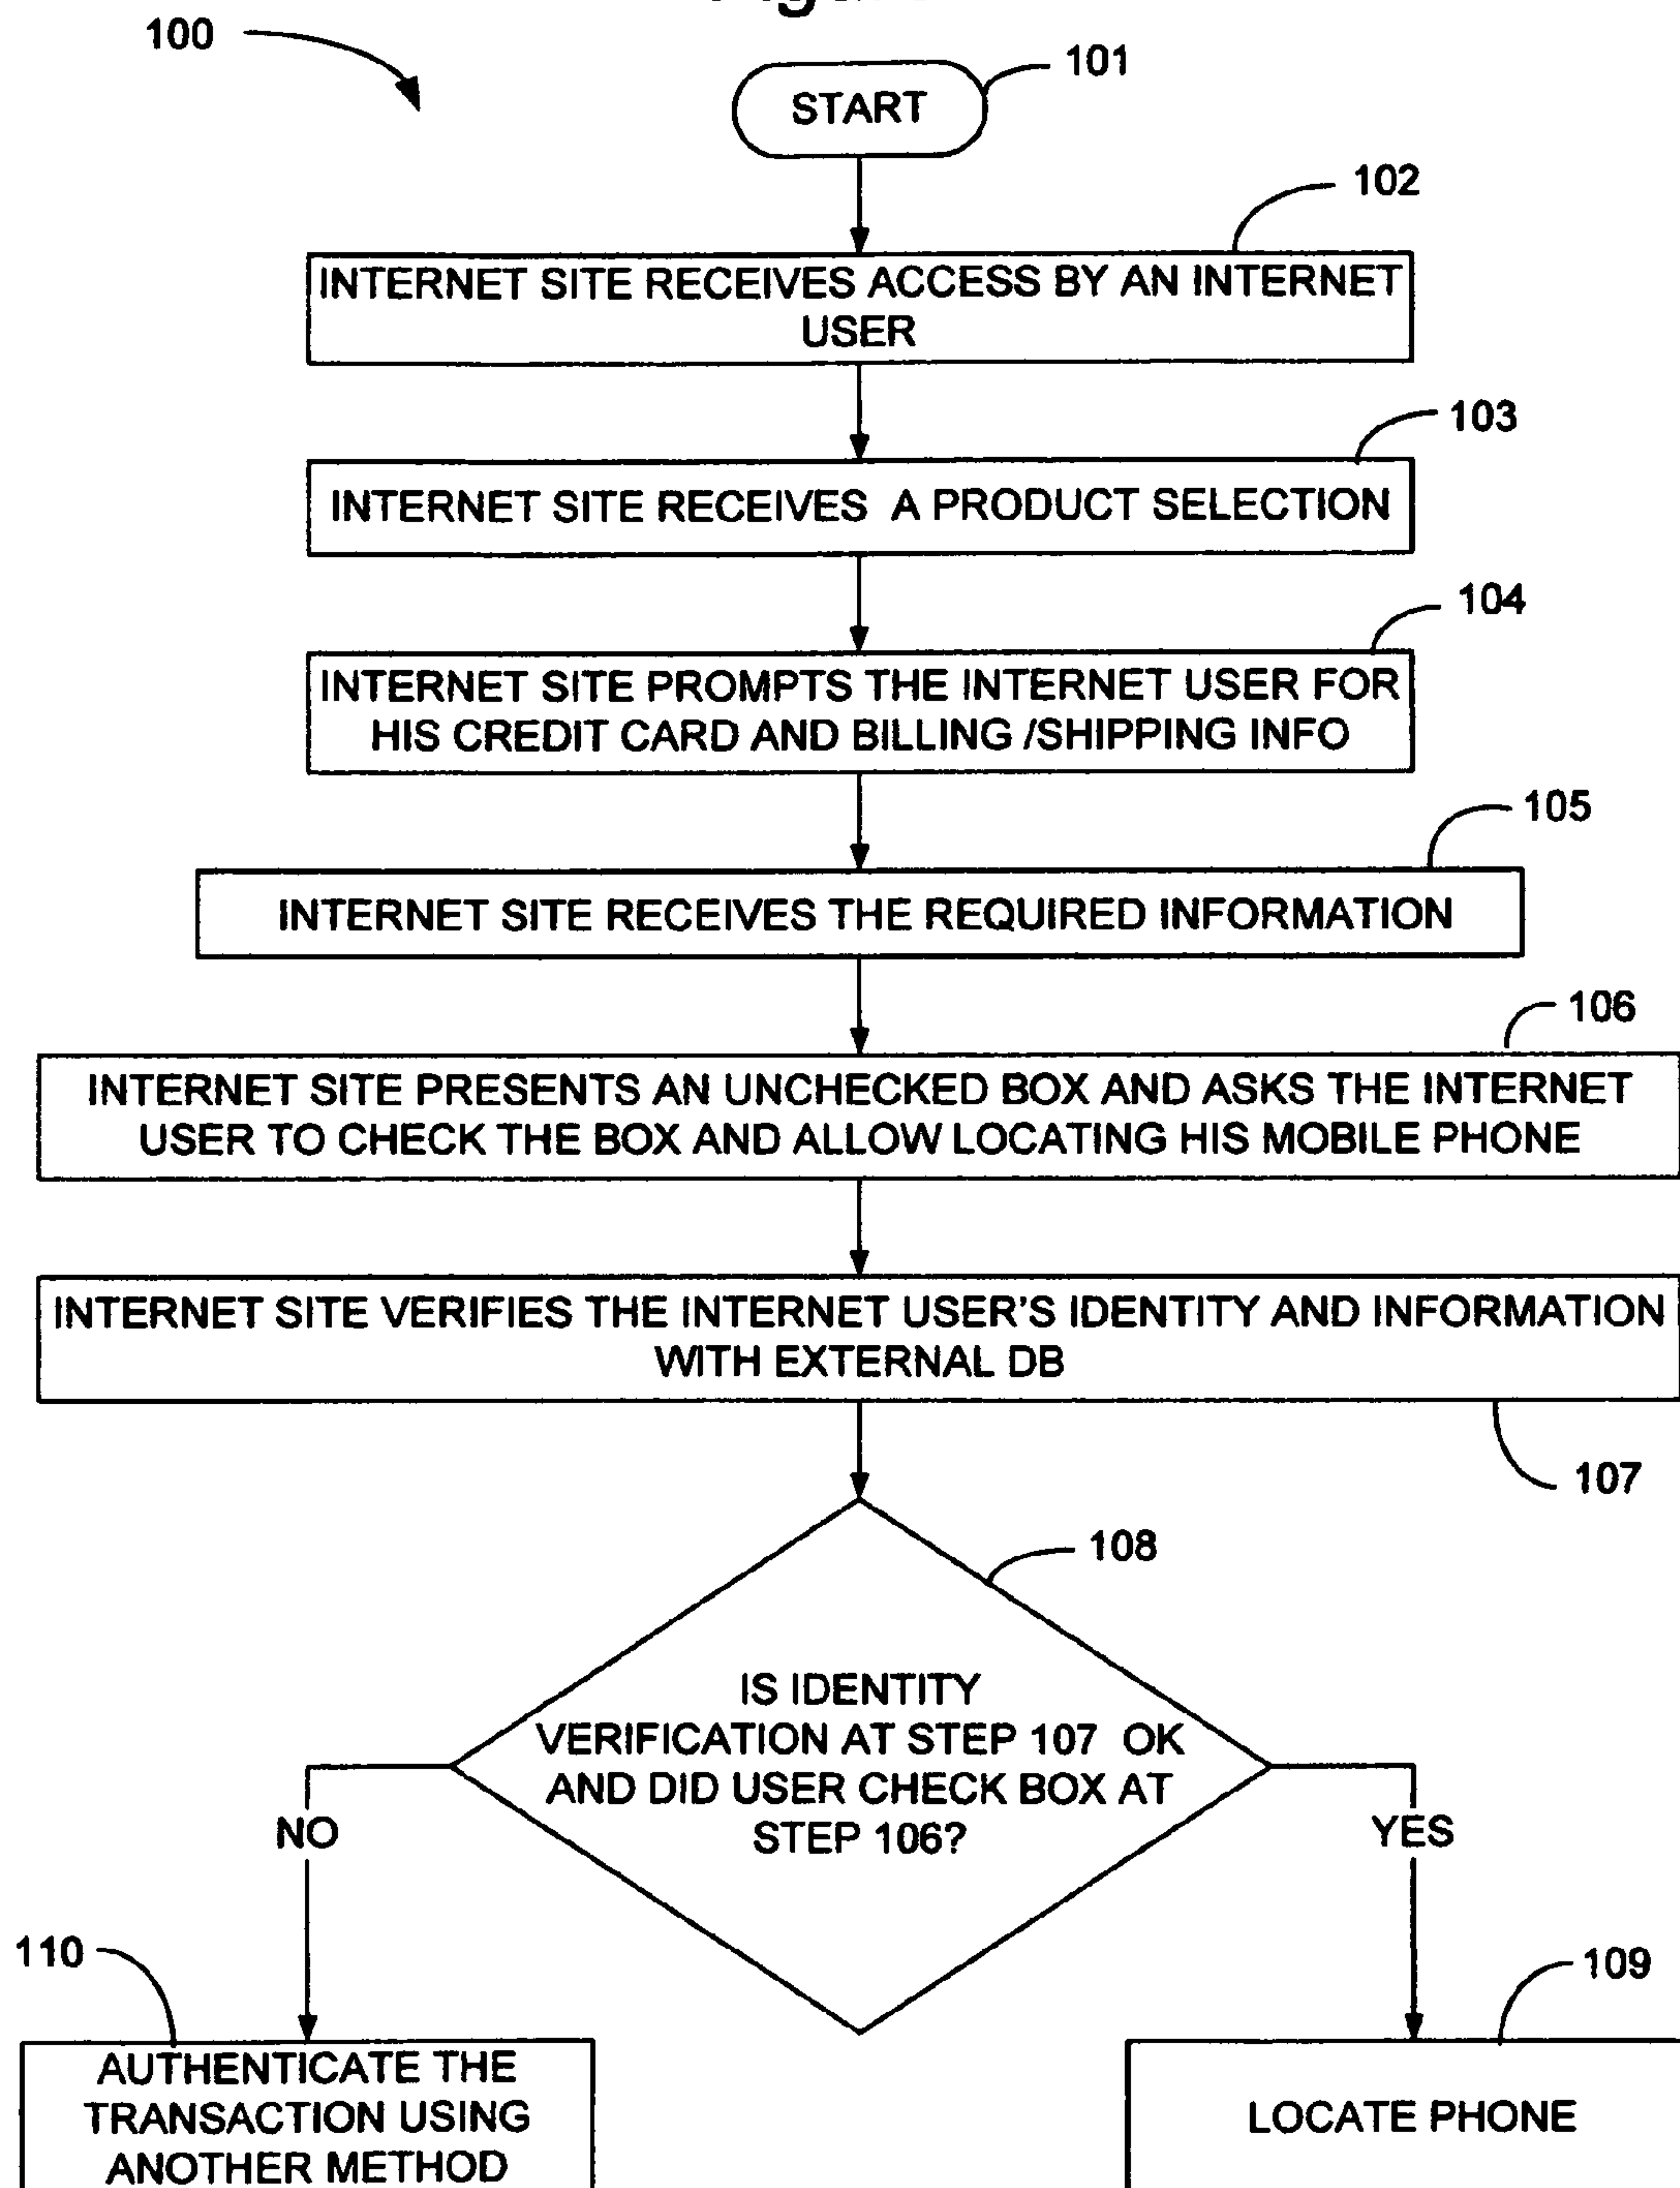 100
101
START
102
INTERNET SITE RECEIVES ACCESS BY AN INTERNET
USER
103
INTERNET SITE RECEIVES A PRODUCT SELECTION
104
INTERNET SITE PROMPTS THE INTERNET USER FOR
HIS CREDIT CARD AND BILLING /SHIPPING INFO
105
INTERNET SITE RECEIVES THE REQUIRED INFORMATION
106
INTERNET SITE PRESENTS AN UNCHECKED BOX AND ASKS THE INTERNET
USER TO CHECK THE BOX AND ALLOW LOCATING HIS MOBILE PHONE
INTERNET SITE VERIFIES THE INTERNET USER'S IDENTITY AND INFORMATION
WITH EXTERNAL DB
107
108
IS IDENTITY
VERIFICATION AT STEP 107 OK
AND DID USER CHECK BOX AT
STEP 106?
NO
YES
110
109
AUTHENTICATE THE
TRANSACTION USING
ANOTHER METHOD
LOCATE PHONE